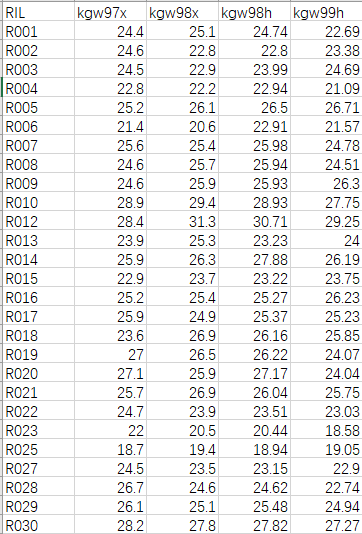 RIL kgw97x kgw98x kgw98h kgw99h
R001 24.4 25.1 24.74 22.69
R002 24.6 22.8 22.8 23.38
R003 24.5 22.9 23.99 24.69
R004 22.8 22.2 22.94 21.09
R005 25.2 26.1 26.5 26.71
R006 21.4 20.6 22.91 21.57
R007 25.6 25.4 25.98 24.78
R008 24.6 25.7 25.94 24.51
R009 24.6 25.9 25.93 26.3
R010 28.9 29.4 28.93 27.75
R012 28.4 31.3 30.71 29.25
R013 23.9 25.3 23.23 24
R014 25.9 26.3 27.88 26.19
R015 22.9 23.7 23.22 23.75
R016 25.2 25.4 25.27 26.23
R017 25.9 24.9 25.37 25.23
R018 23.6 26.9 26.16 25.85
R019 27 26.5 26.22 24.07
R020 27.1 25.9 27.17 24.04
R021 25.7 26.9 26.04 25.75
R022 24.7 23.9 23.51 23.03
R023 22 20.5 20.44 18.58
R025 18.7 19.4 18.94 19.05
R027 24.5 23.5 23.15 22.9
R028 26.7 24.6 24.62 22.74
R029 26.1 25.1 25.48 24.94
R030 28.2 27.8 27.82 27.27